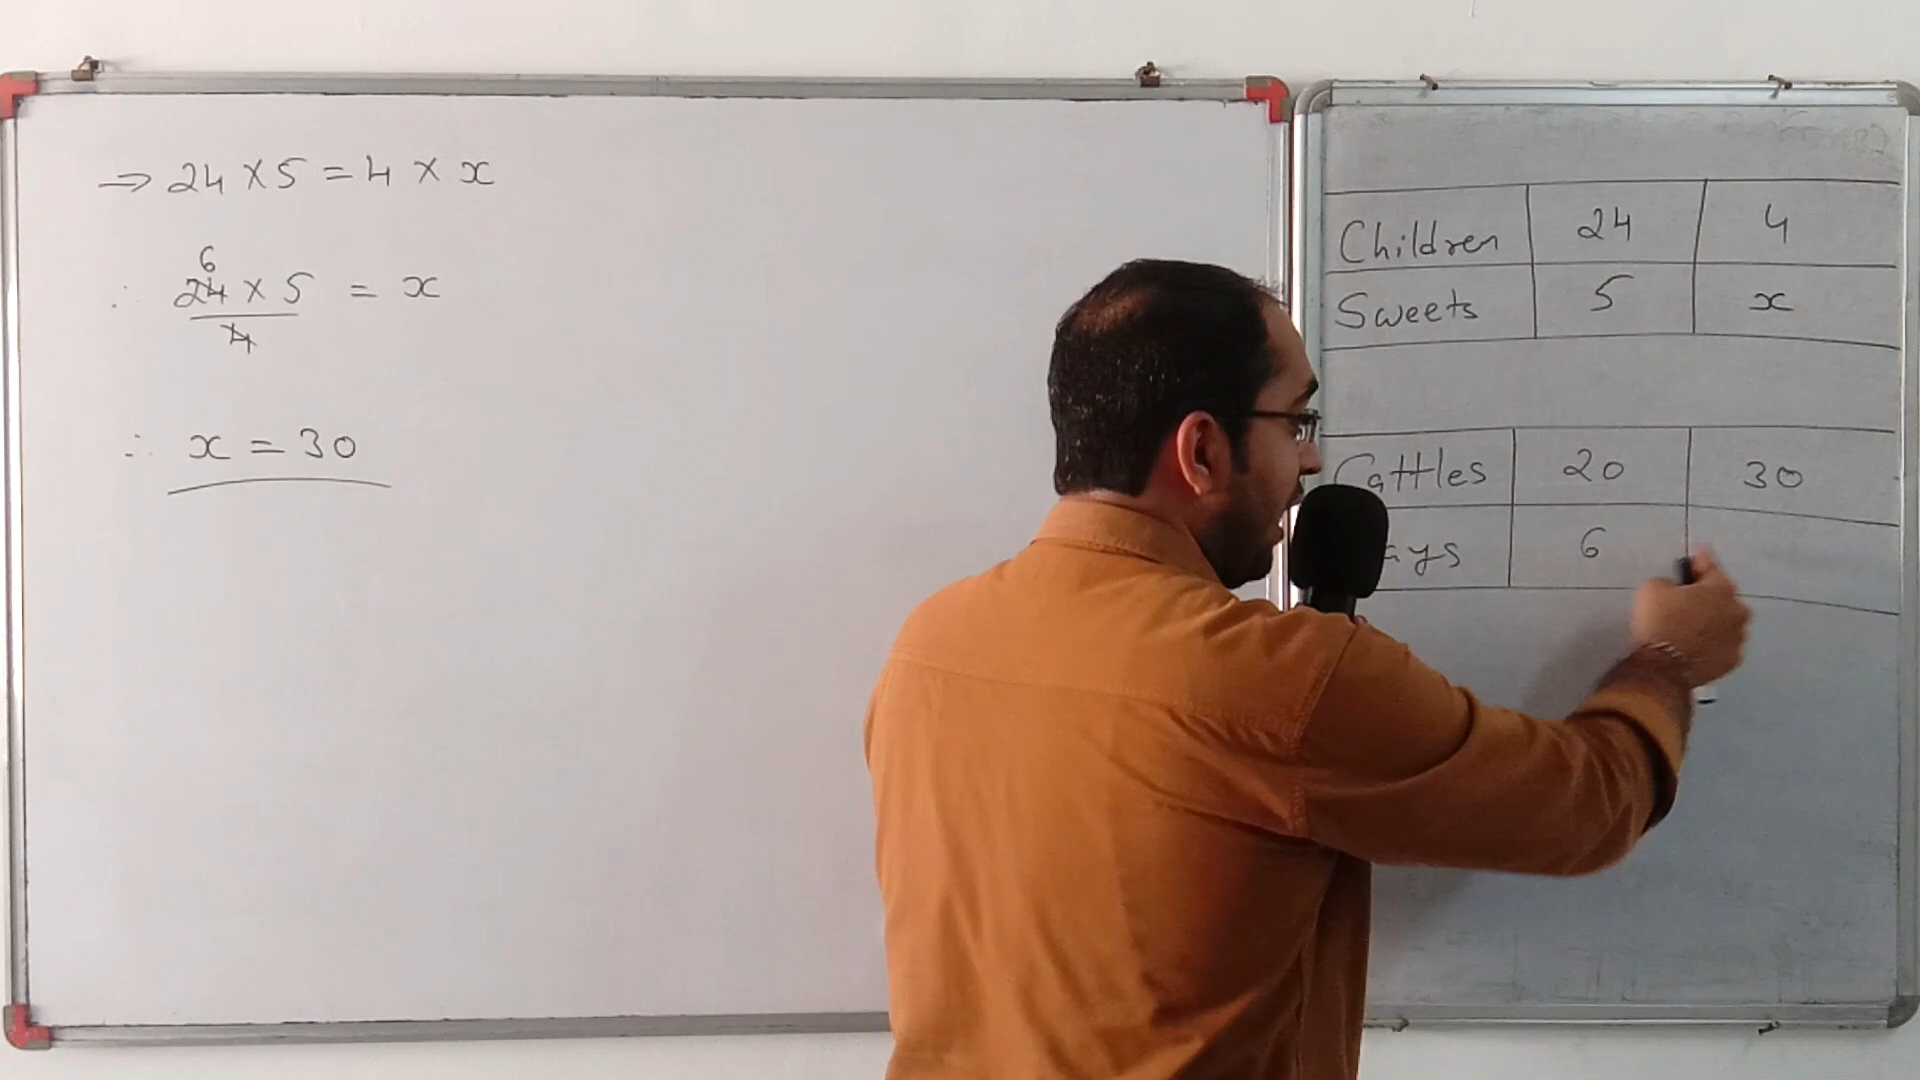 ⇒ 24 × 5 = 4 × x
6
∴ 24 × 5 = x
4
∴ x = 30
Children 24 4
Sweets 5 x
Cattles 20 30
ays 6